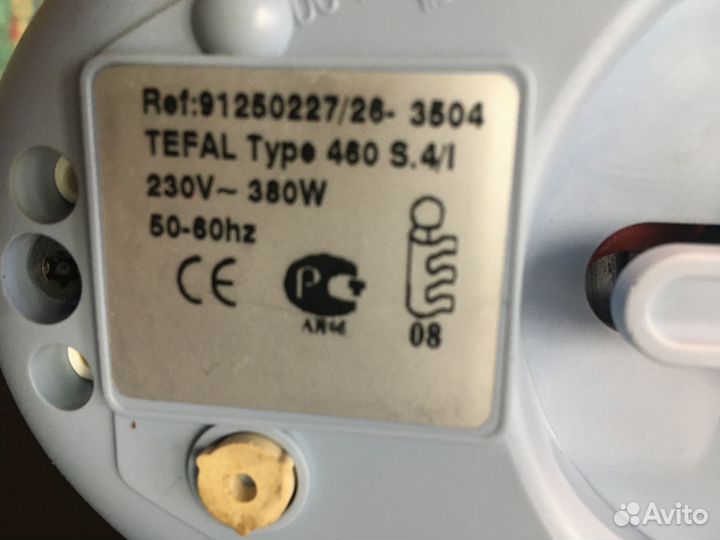 Ref:91250227/26- 3504
TEFAL Type 460 S.4/I
230V~ 380W
50-60hz
CE PC
08
Avito